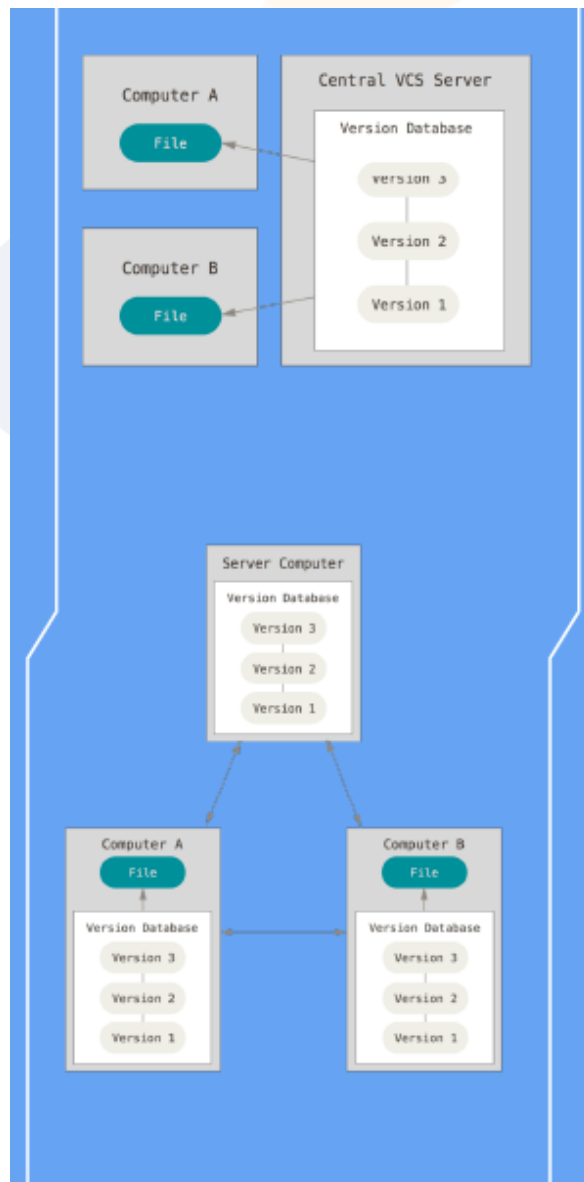 Computer A
File
Computer B
File
Central VCS Server
Version Database
Version 3
Version 2
Version 1
Server Computer
Version Database
Version 3
Version 2
Version 1
Computer A
File
Version Database
Version 3
Version 2
Version 1
Computer B
File
Version Database
Version 3
Version 2
Version 1